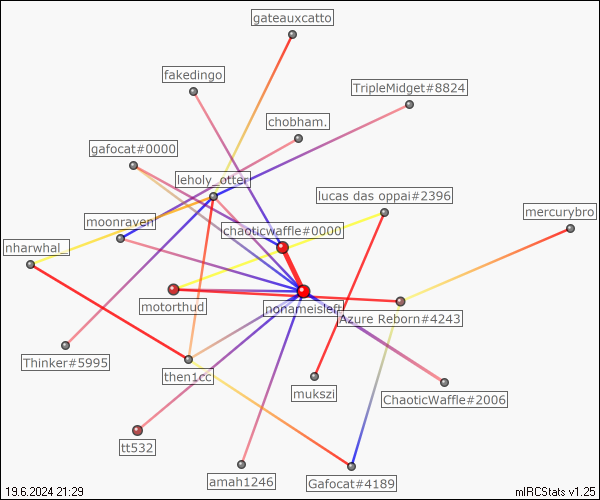 gateauxcatto
fakedingo
TripleMidget#8824
chobham.
gafocat#0000
leholy_otter
lucas das oppai#2396
mercurybro
moonraven
chaoticwaffle#0000
nharwhal_
motorthud
nonameisleft
Azure Reborn#4243
Thinker#5995
then1cc
mukszi
ChaoticWaffle#2006
tt532
amah1246
Gafocat#4189
19.6.2024 21:29
mIRCStats v1.25